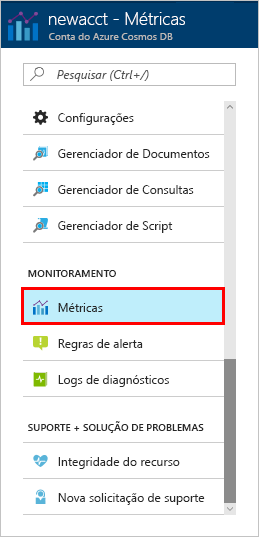 newacct - Métricas
Conta do Azure Cosmos DB
Pesquisar (Ctrl+/)
Configurações
Gerenciador de Documentos
Gerenciador de Consultas
Gerenciador de Script
MONITORAMENTO
Métricas
Regras de alerta
Logs de diagnósticos
SUPORTE + SOLUÇÃO DE PROBLEMAS
Integridade do recurso
Nova solicitação de suporte